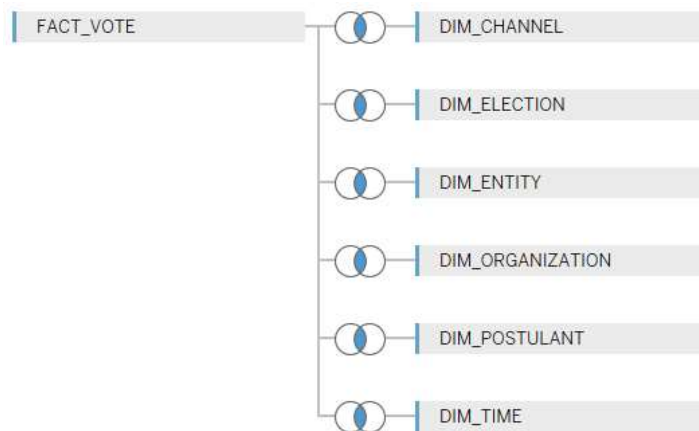 FACT_VOTE
DIM_CHANNEL
DIM_ELECTION
DIM_ENTITY
DIM_ORGANIZATION
DIM_POSTULANT
DIM_TIME